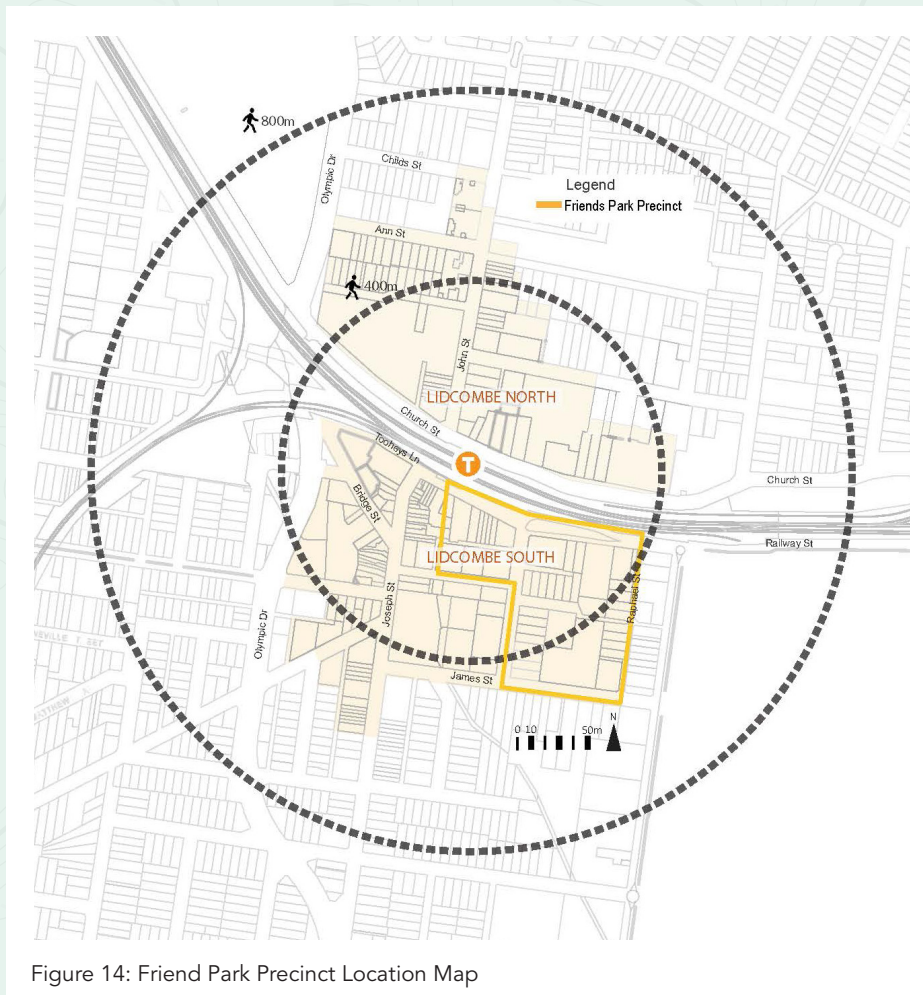 800m
Childs St
Olympic Dr
Legend
Friends Park Precinct
Ann St
400m
John St
LIDCOMBE NORTH
Church St
Toohays Ln
T
Church St
Bridge St
Railway St
LIDCOMBE SOUTH
Joseph St
Raphael St
Olympic Dr
James St
N
0 10 50m
Figure 14: Friend Park Precinct Location Map